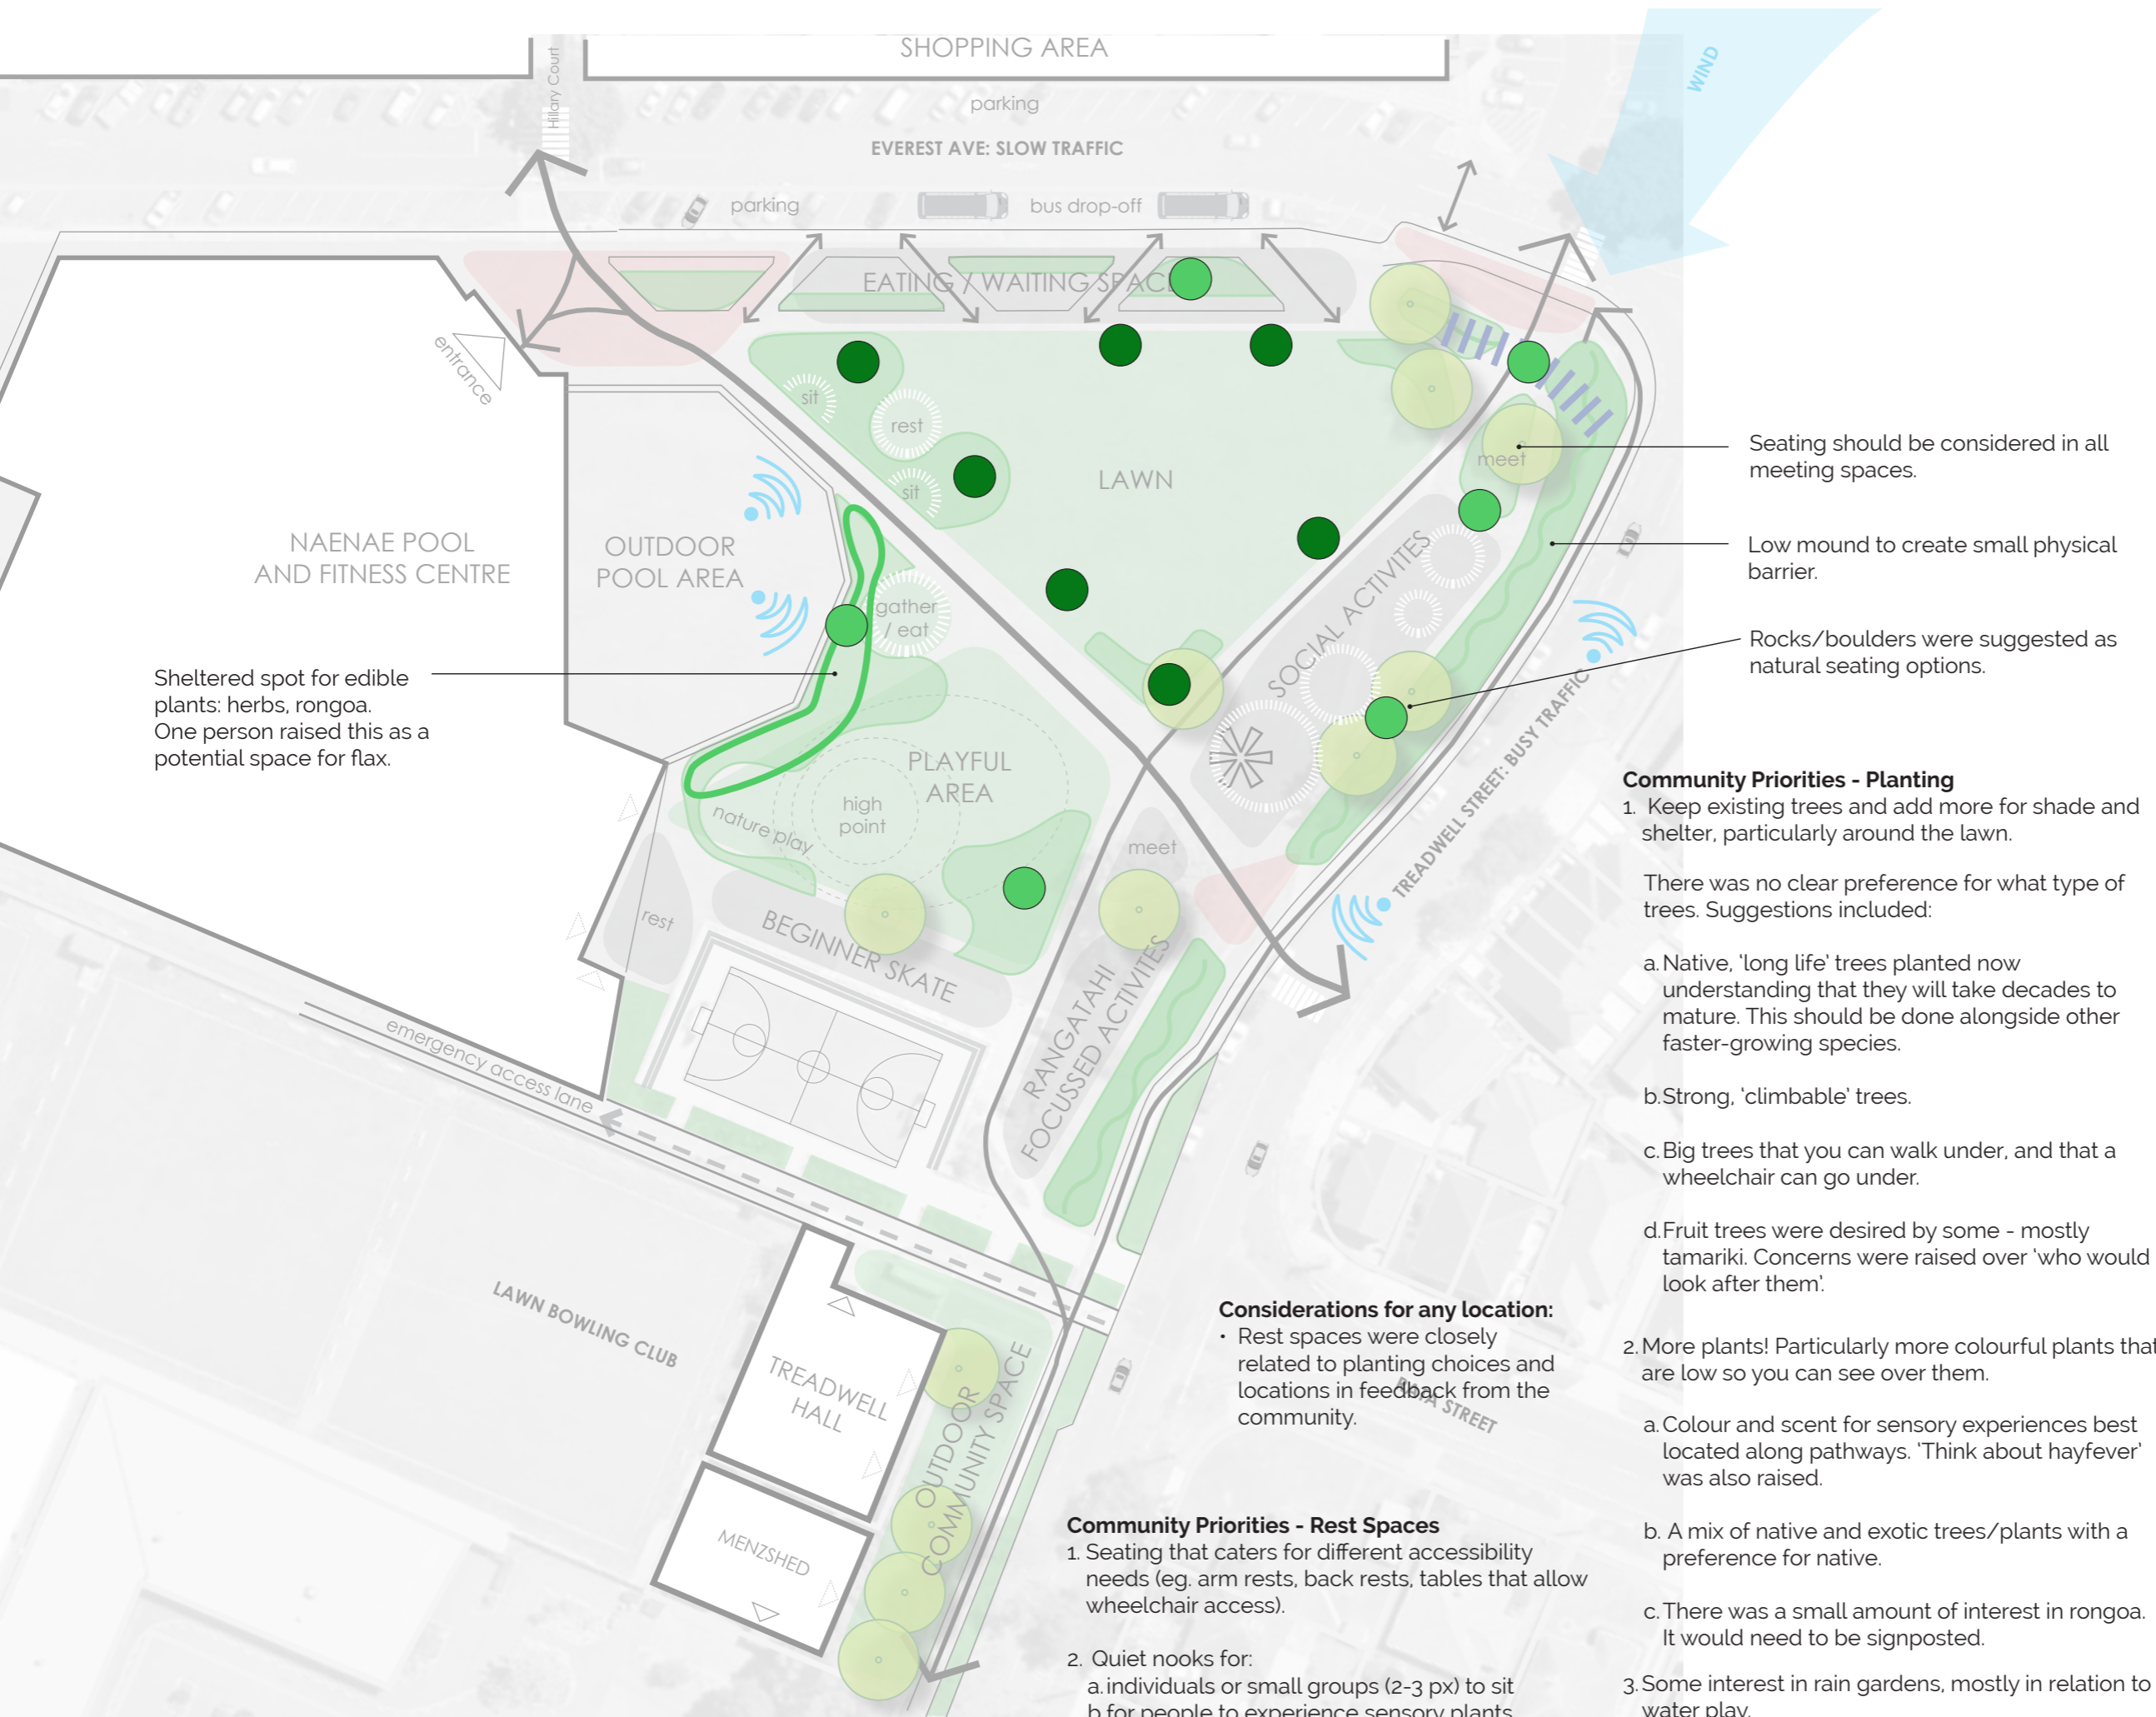 SHOPPING AREA
Hillary Court
WIND
parking
EVEREST AVE: SLOW TRAFFIC
parking
bus drop-off
EATING / WAITING SPACE
entrance
sit
rest
sit
LAWN
meet
Seating should be considered in all
meeting spaces.
NAENAE POOL
AND FITNESS CENTRE
OUTDOOR
POOL AREA
Low mound to create small physical
barrier.
gather
/ eat
SOCIAL ACTIVITES
Rocks/boulders were suggested as
natural seating options.
Sheltered spot for edible
plants: herbs, rongoa.
One person raised this as a
potential space for flax.
TREADWELL STREET: BUSY TRAFFIC
PLAYFUL
AREA
high
point
nature play
meet
rest
BEGINNER SKATE
RANGATAHI
FOCUSSED ACTIVITES
emergency access lane
LAWN BOWLING CLUB
TREADWELL
HALL
MENZSHED
OUTDOOR
COMMUNITY SPACE
STREET
Considerations for any location:
• Rest spaces were closely
related to planting choices and
locations in feedback from the
community.
Community Priorities - Rest Spaces
1. Seating that caters for different accessibility
needs (eg. arm rests, back rests, tables that allow
wheelchair access).
2. Quiet nooks for:
a. individuals or small groups (2-3 px) to sit
b for people to experience sensory plants
Community Priorities - Planting
1. Keep existing trees and add more for shade and
shelter, particularly around the lawn.
There was no clear preference for what type of
trees. Suggestions included:
a. Native, ‘long life’ trees planted now
understanding that they will take decades to
mature. This should be done alongside other
faster-growing species.
b. Strong, ‘climbable’ trees.
c. Big trees that you can walk under, and that a
wheelchair can go under.
d. Fruit trees were desired by some - mostly
tamariki. Concerns were raised over ‘who would
look after them’.
2. More plants! Particularly more colourful plants that
are low so you can see over them.
a. Colour and scent for sensory experiences best
located along pathways. ‘Think about hayfever’
was also raised.
b. A mix of native and exotic trees/plants with a
preference for native.
c. There was a small amount of interest in rongoa.
It would need to be signposted.
3. Some interest in rain gardens, mostly in relation to
water play.